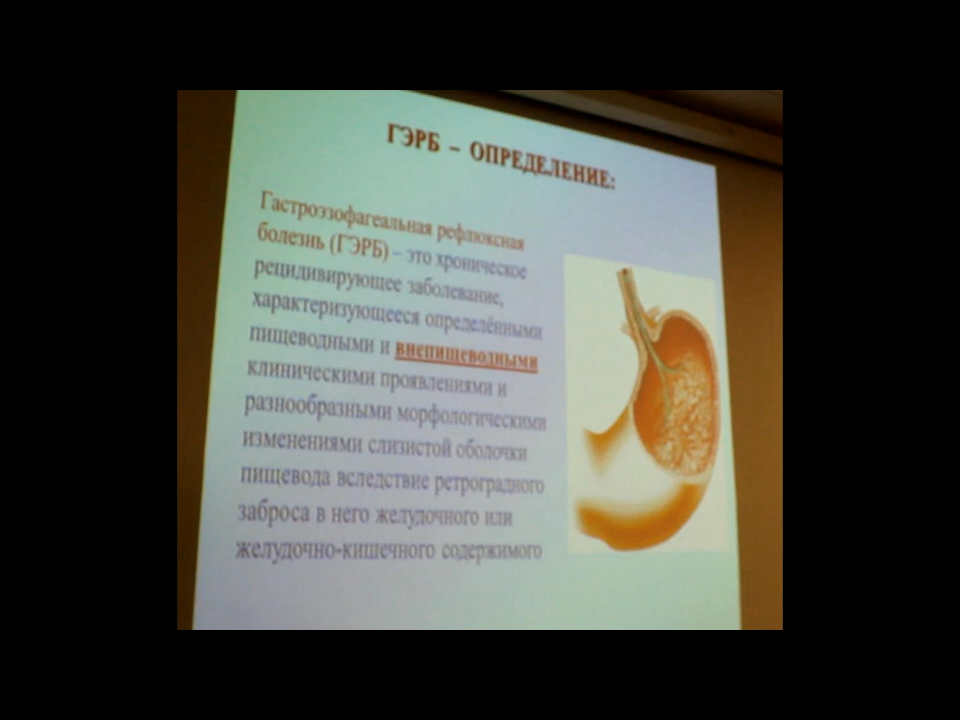 ГЭРБ – ОПРЕДЕЛЕНИЕ:
Гастроэзофагеальная рефлюксная
болезнь (ГЭРБ) – это хроническое
рецидивирующее заболевание,
характеризующееся определёнными
пищеводными и внепищеводными
клиническими проявлениями и
разнообразными морфологическими
изменениями слизистой оболочки
пищевода вследствие ретроградного
заброса в него желудочного или
желудочно-кишечного содержимого